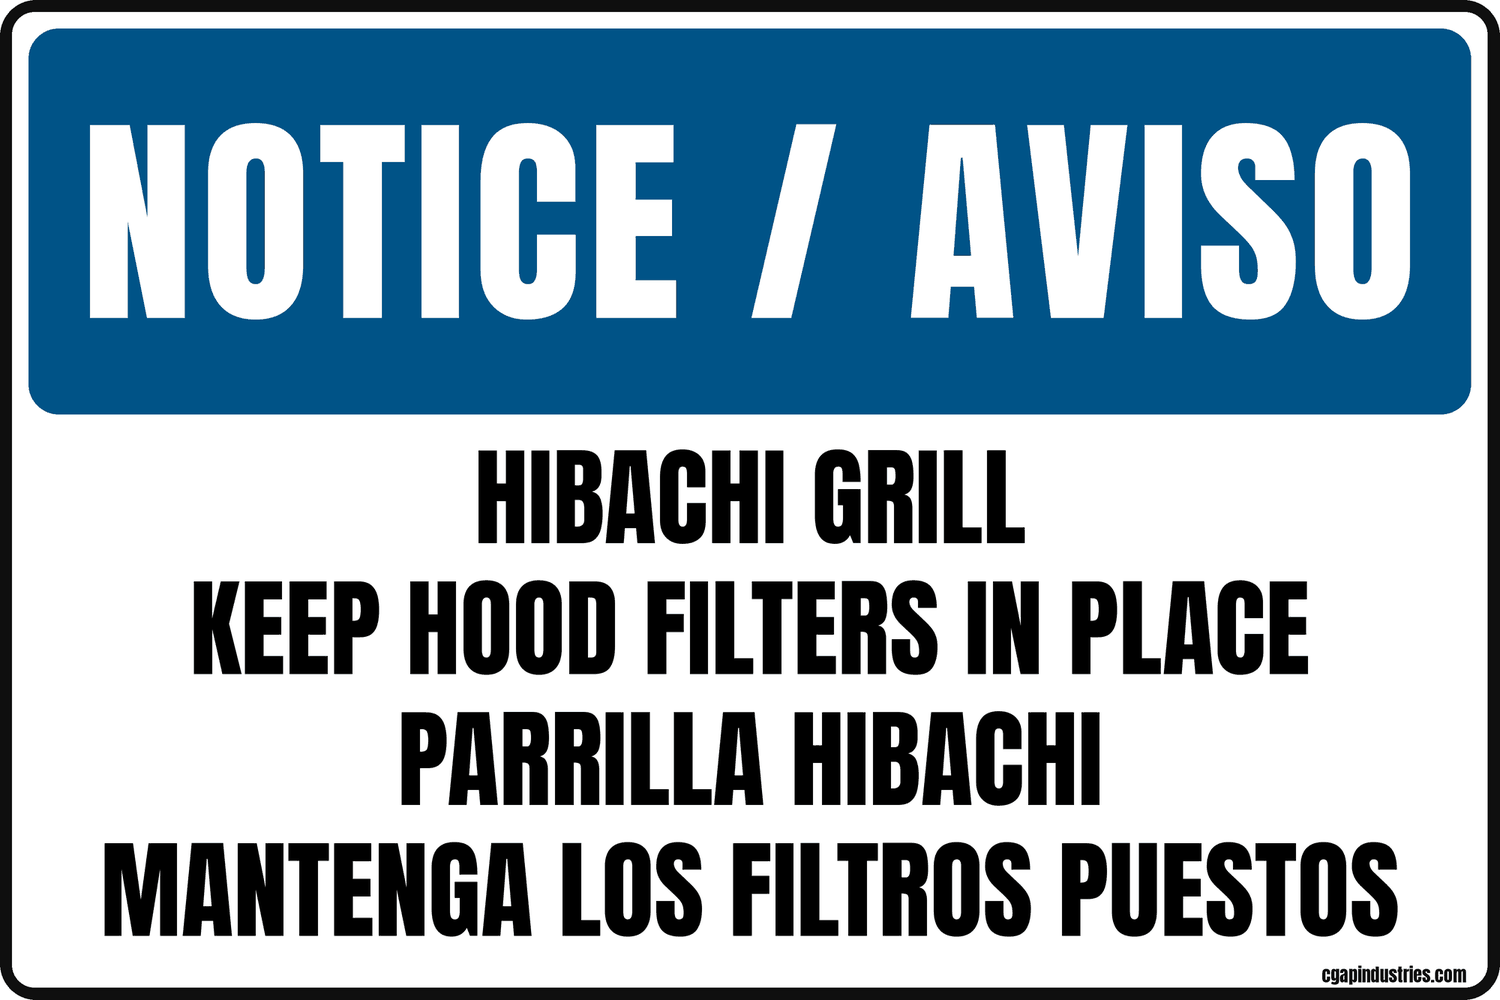 NOTICE / AVISO
HIBACHI GRILL
KEEP HOOD FILTERS IN PLACE
PARRILLA HIBACHI
MANTENGA LOS FILTROS PUESTOS
cgapindustries.com